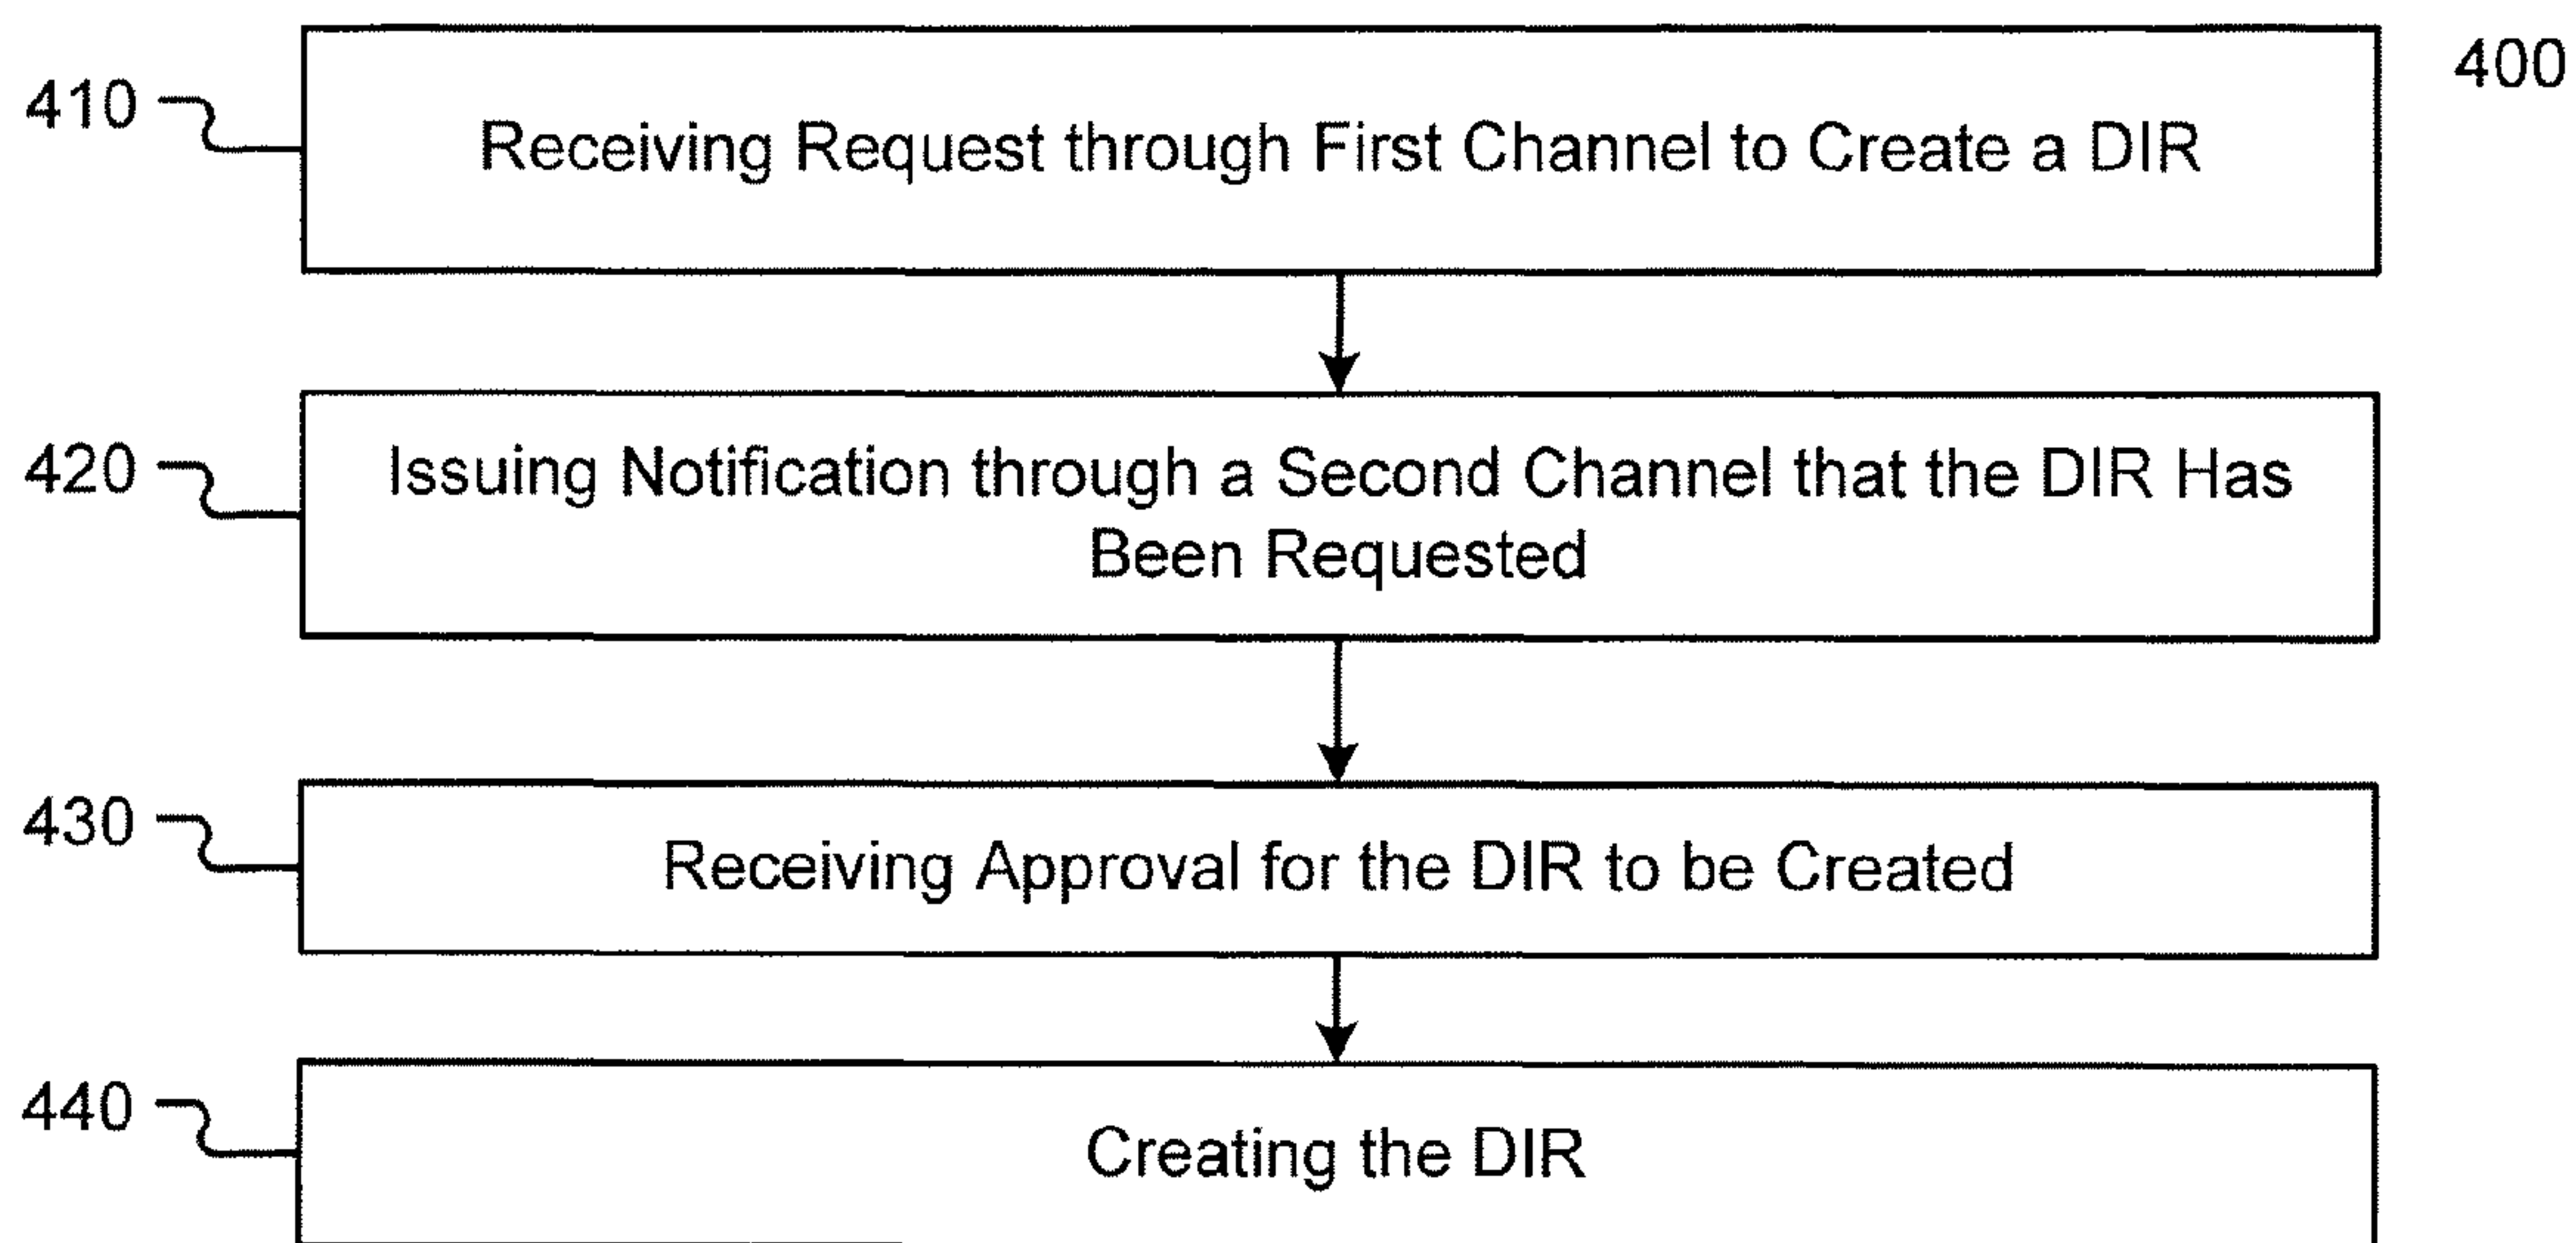 400
410
Receiving Request through First Channel to Create a DIR
420
Issuing Notification through a Second Channel that the DIR Has
Been Requested
430
Receiving Approval for the DIR to be Created
440
Creating the DIR